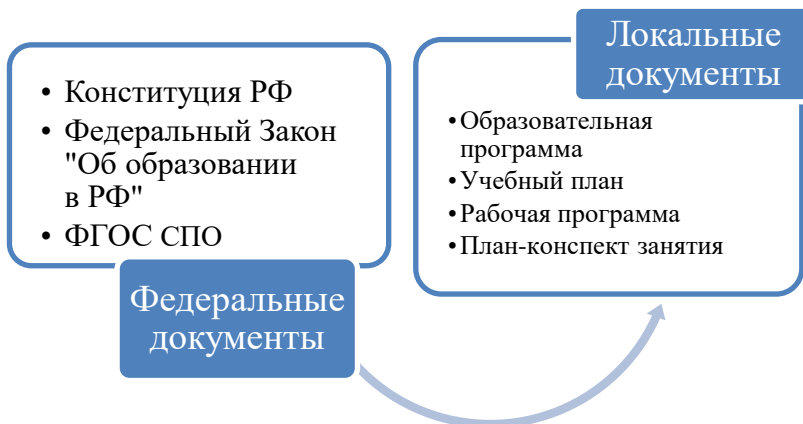 • Конституция РФ
• Федеральный Закон
"Об образовании
в РФ"
• ФГОС СПО
Федеральные
документы
Локальные
документы
•Образовательная
программа
•Учебный план
•Рабочая программа
•План-конспект занятия